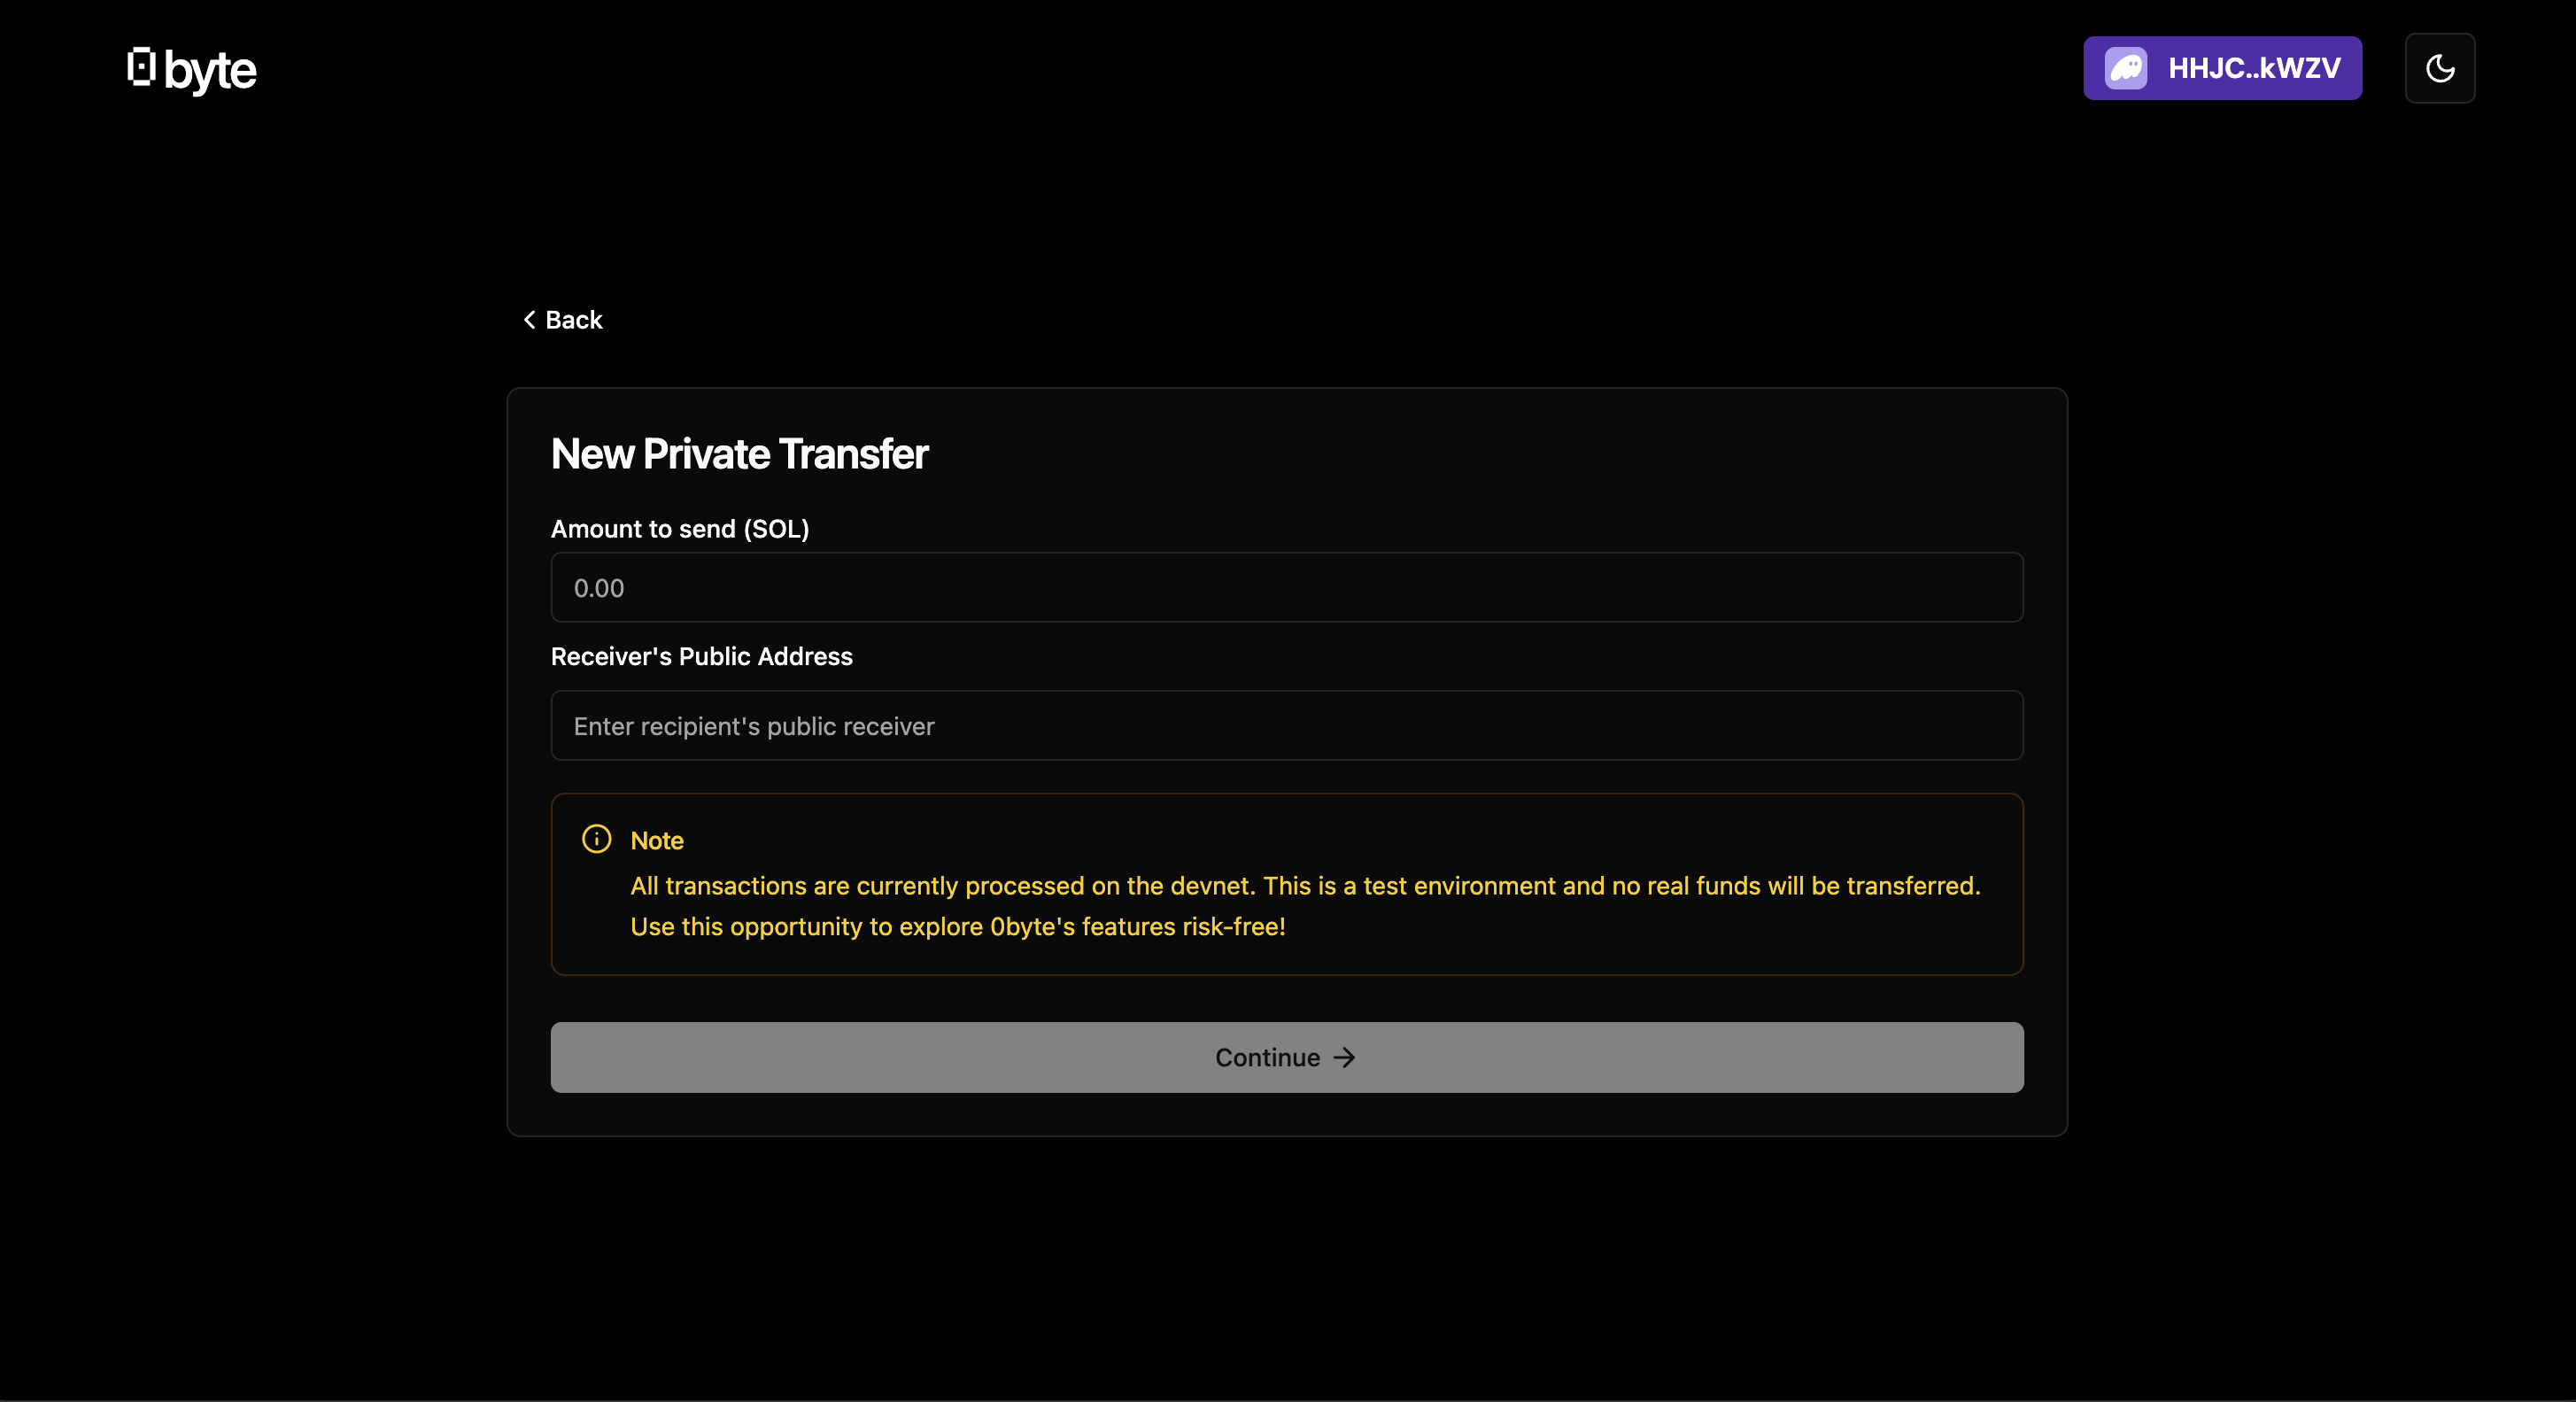 0byte
HHJC..kWZV
Back
New Private Transfer
Amount to send (SOL)
0.00
Receiver's Public Address
Enter recipient's public receiver
Note
All transactions are currently processed on the devnet. This is a test environment and no real funds will be transferred.
Use this opportunity to explore 0byte's features risk-free!
Continue